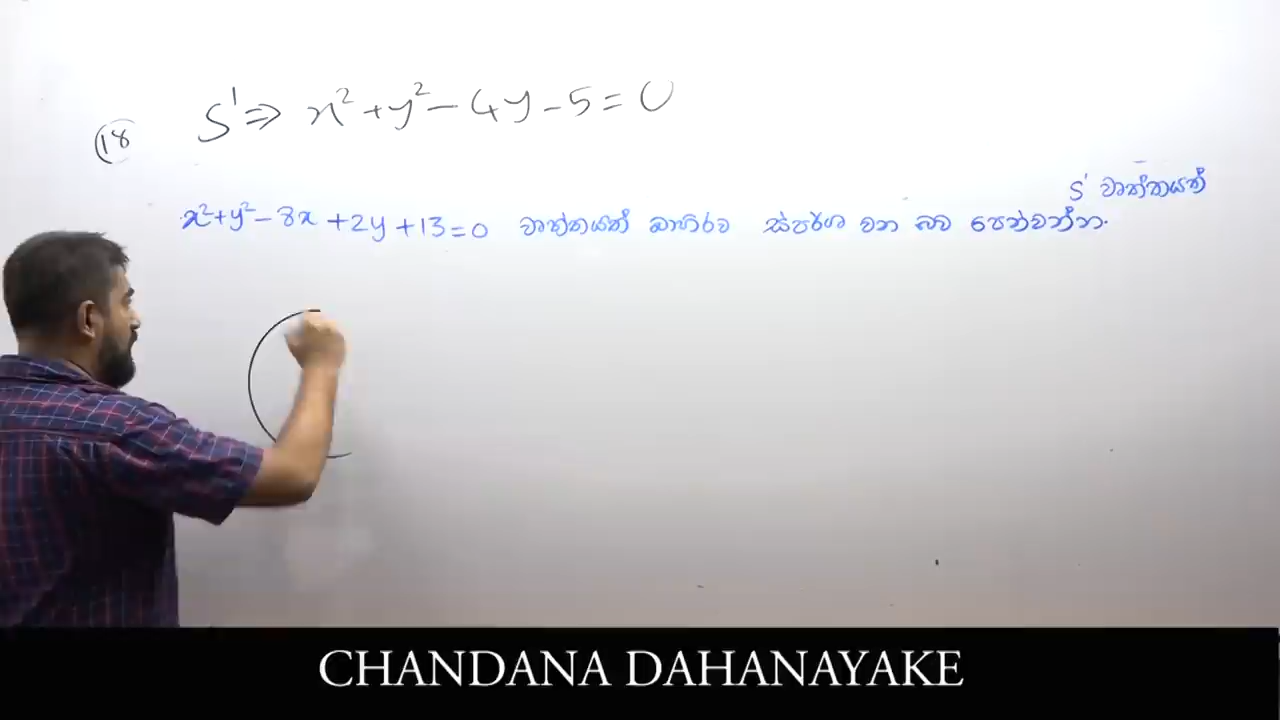 (18) S' ⇒ x² + y² − 4y − 5 = 0
S' වෘත්තයත්
x² + y² − 8x + 2y + 13 = 0 වෘත්තයත් බාහිරව ස්පර්ශ වන බව පෙන්වන්න.
CHANDANA DAHANAYAKE